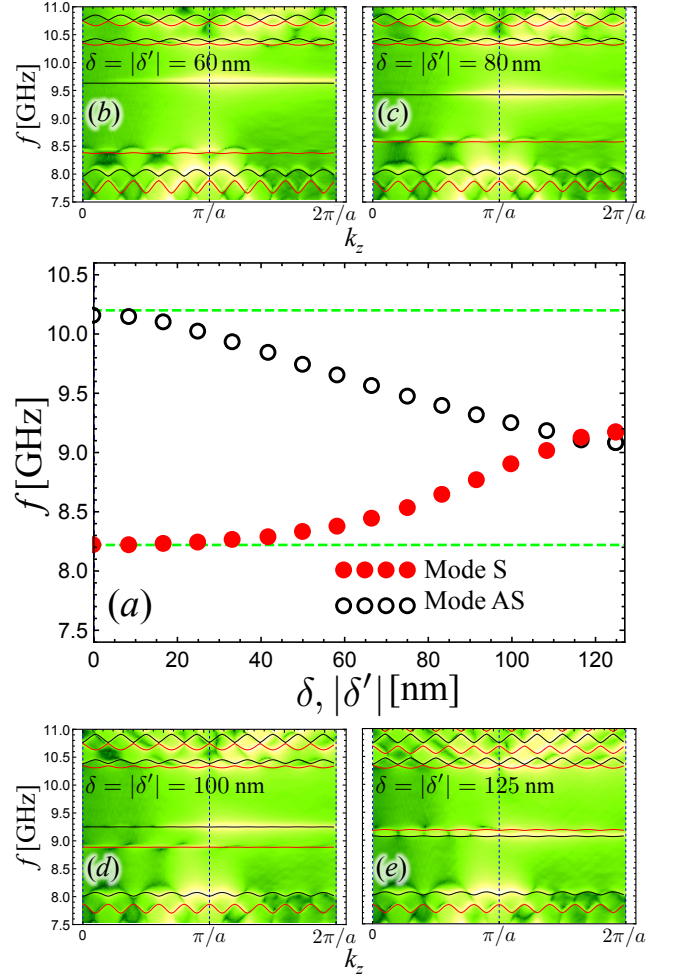 11.0
10.5
10.0
9.5
9.0
8.5
8.0
7.5
f [GHz]
δ = |δ′| = 60 nm
(b)
0
π/a
2π/a
δ = |δ′| = 80 nm
(c)
0
π/a
2π/a
k_z
10.5
10.0
9.5
9.0
8.5
8.0
7.5
f [GHz]
Mode S
Mode AS
(a)
0 20 40 60 80 100 120
δ, |δ′| [nm]
11.0
10.5
10.0
9.5
9.0
8.5
8.0
7.5
f [GHz]
δ = |δ′| = 100 nm
(d)
0
π/a
2π/a
δ = |δ′| = 125 nm
(e)
0
π/a
2π/a
k_z